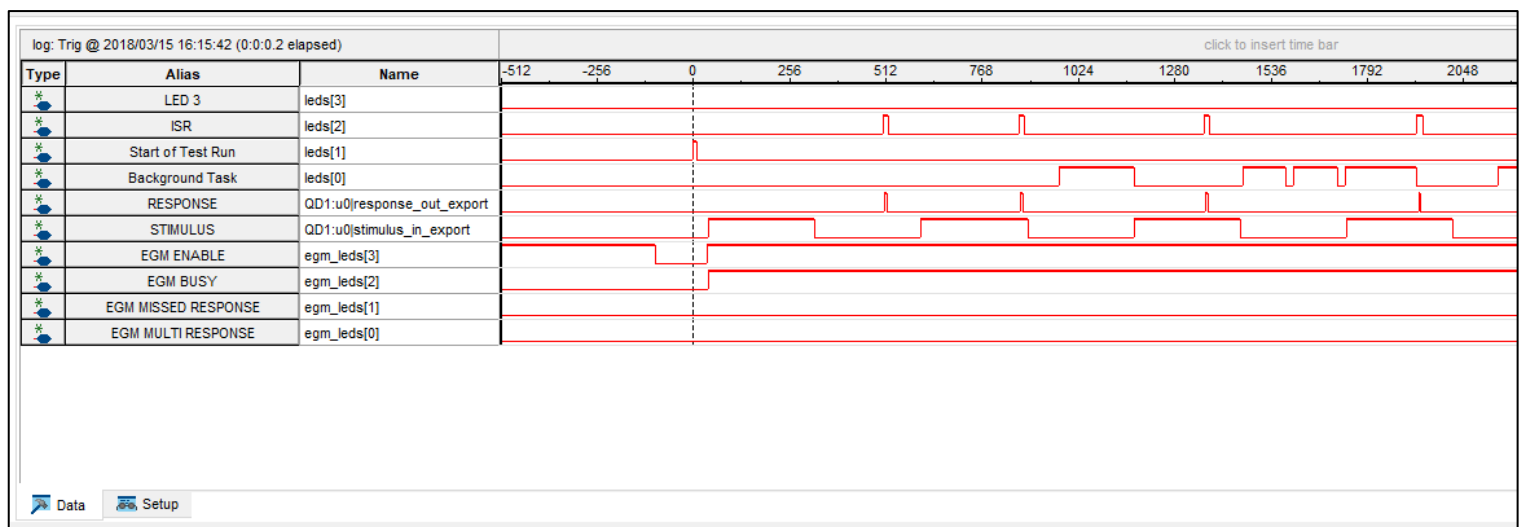 log: Trig @ 2018/03/15 16:15:42 (0:0:0.2 elapsed) click to insert time bar
Type Alias Name -512 -256 0 256 512 768 1024 1280 1536 1792 2048
LED 3 leds[3]
ISR leds[2]
Start of Test Run leds[1]
Background Task leds[0]
RESPONSE QD1:u0|response_out_export
STIMULUS QD1:u0|stimulus_in_export
EGM ENABLE egm_leds[3]
EGM BUSY egm_leds[2]
EGM MISSED RESPONSE egm_leds[1]
EGM MULTI RESPONSE egm_leds[0]
Data Setup